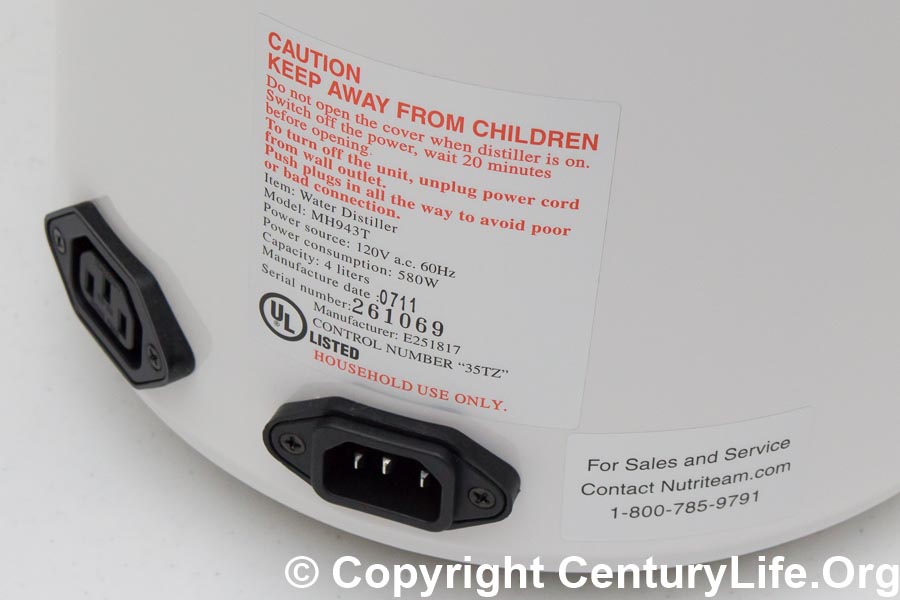 CAUTION
KEEP AWAY FROM CHILDREN
Do not open the cover when distiller is on.
Switch off the power, wait 20 minutes
before opening.
To turn off the unit, unplug power cord
from wall outlet.
Push plugs in all the way to avoid poor
or bad connection.
Item: Water Distiller
Model: MH943T
Power source: 120V a.c. 60Hz
Power consumption: 580W
Capacity: 4 liters
Manufacture date :0711
Serial number:261069
Manufacturer: E251817
CONTROL NUMBER “35TZ”
UL
LISTED
HOUSEHOLD USE ONLY.
For Sales and Service
Contact Nutriteam.com
1-800-785-9791
© Copyright CenturyLife.Org